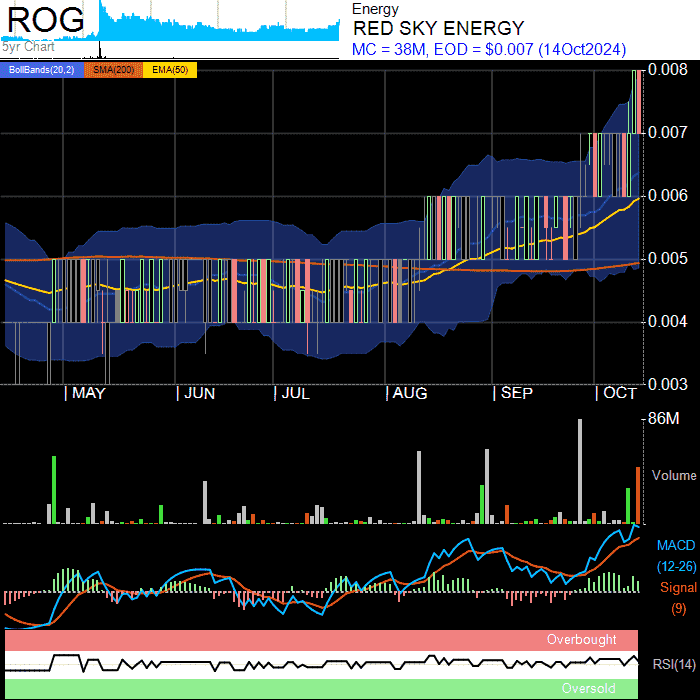 ROG
5yr Chart
Energy
RED SKY ENERGY
MC = 38M, EOD = $0.007 (14Oct2024)
BollBands(20,2) SMA(200) EMA(50)
0.008
0.007
0.006
0.005
0.004
0.003
MAY JUN JUL AUG SEP OCT
86M
Volume
MACD
(12-26)
Signal
(9)
Overbought
RSI(14)
Oversold